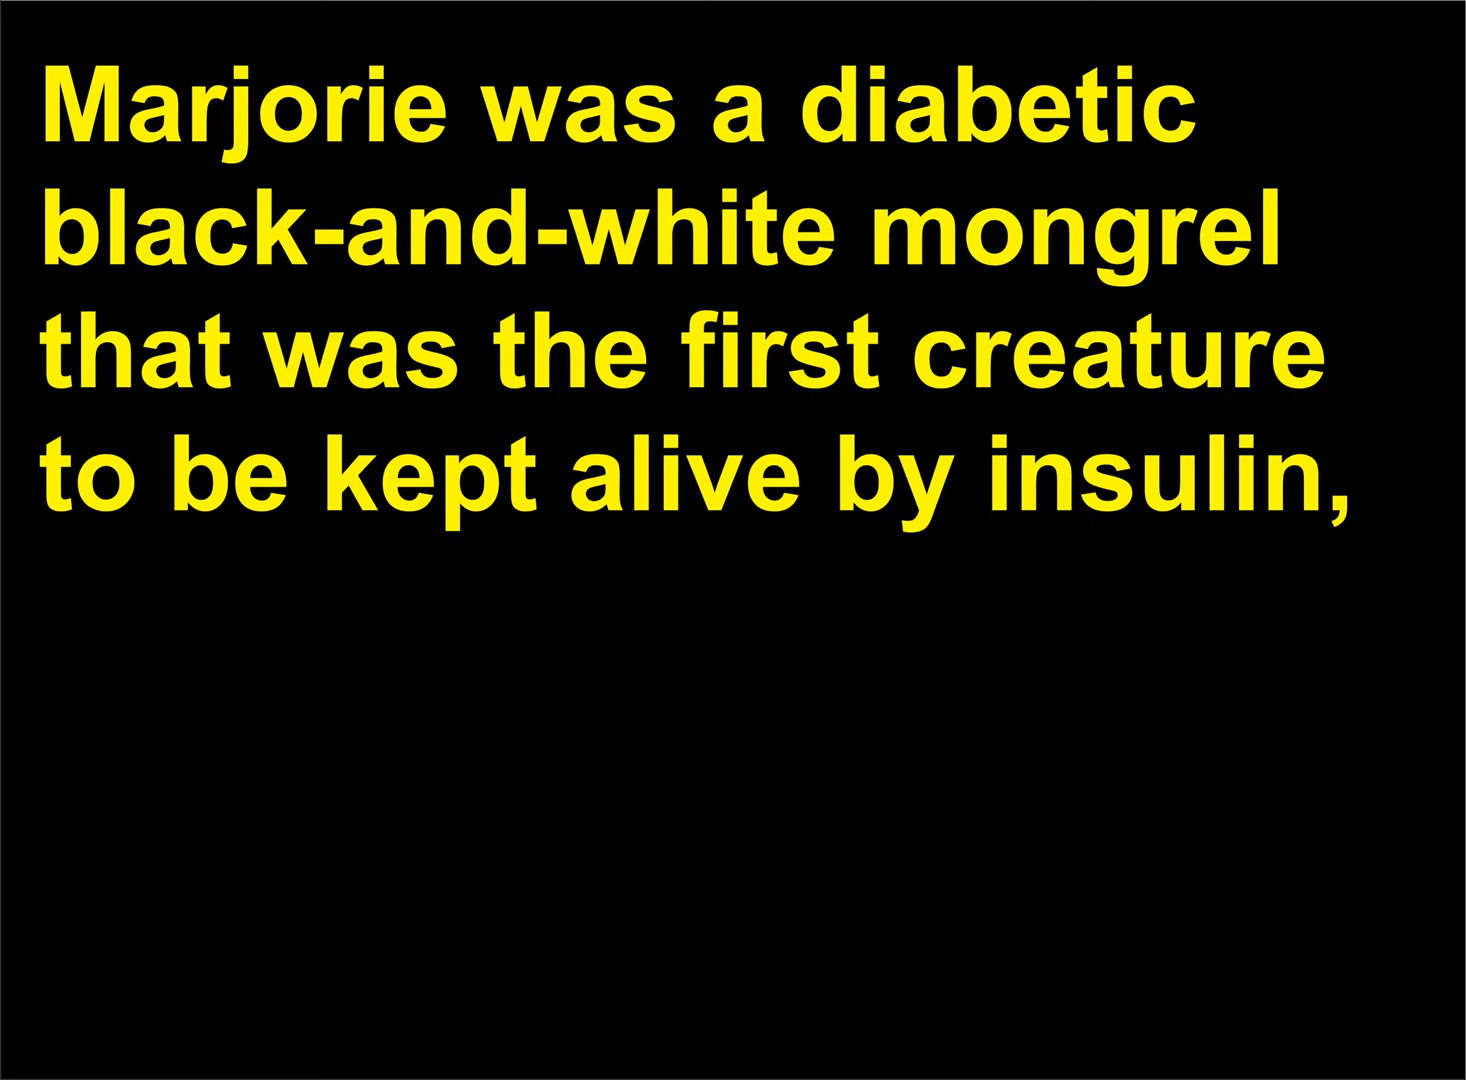 Marjorie was a diabetic
black-and-white mongrel
that was the first creature
to be kept alive by insulin,